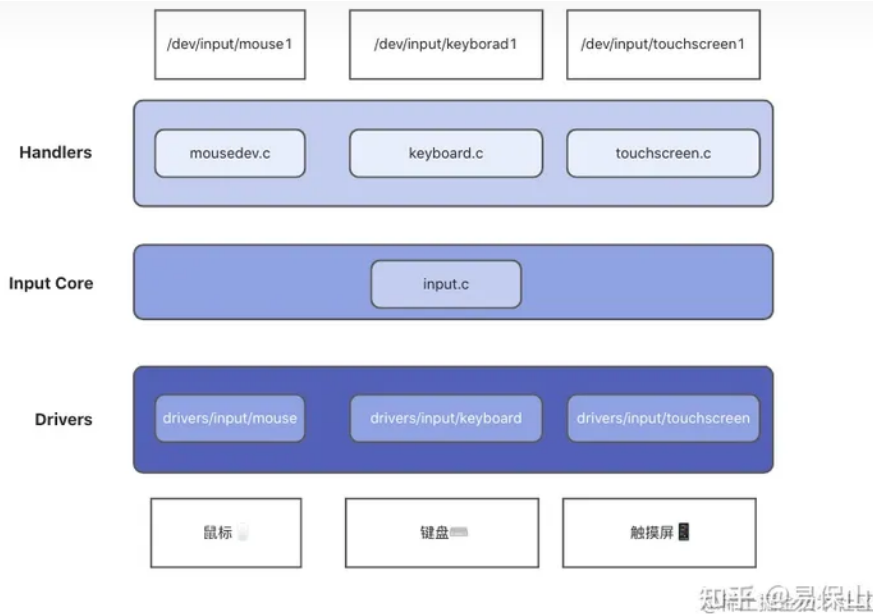 /dev/input/mouse1
/dev/input/keyborad1
/dev/input/touchscreen1
Handlers
mousedev.c
keyboard.c
touchscreen.c
Input Core
input.c
Drivers
drivers/input/mouse
drivers/input/keyboard
drivers/input/touchscreen
鼠标
键盘
触摸屏
知乎 @易保山